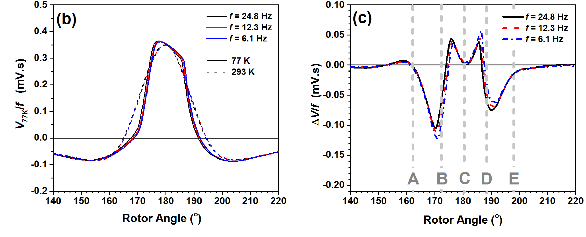 (b)
f = 24.8 Hz
f = 12.3 Hz
f = 6.1 Hz
77 K
293 K
V77K/f (mV.s)
0.5
0.4
0.3
0.2
0.1
0.0
-0.1
-0.2
140 150 160 170 180 190 200 210 220
Rotor Angle (°)
(c)
f = 24.8 Hz
f = 12.3 Hz
f = 6.1 Hz
ΔV/f (mV.s)
0.10
0.05
0.00
-0.05
-0.10
-0.15
-0.20
A B C D E
140 150 160 170 180 190 200 210 220
Rotor Angle (°)